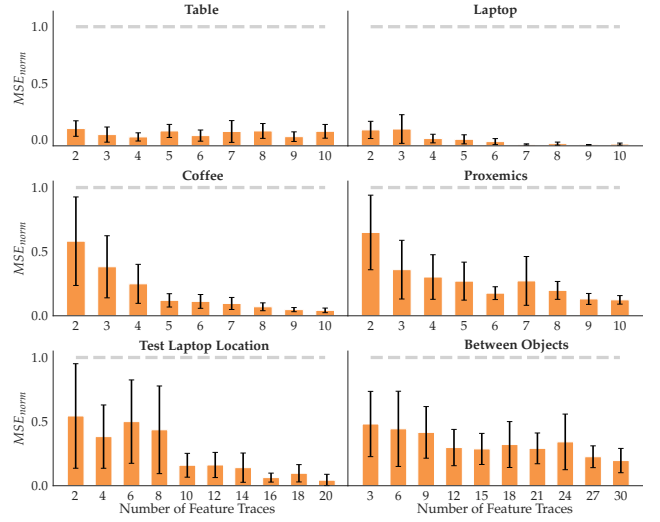 Table
Laptop
MSE_norm
1.0
0.5
0.0
2 3 4 5 6 7 8 9 10
2 3 4 5 6 7 8 9 10
Coffee
Proxemics
MSE_norm
1.0
0.5
0.0
2 3 4 5 6 7 8 9 10
2 3 4 5 6 7 8 9 10
Test Laptop Location
Between Objects
MSE_norm
1.0
0.5
0.0
2 4 6 8 10 12 14 16 18 20
3 6 9 12 15 18 21 24 27 30
Number of Feature Traces
Number of Feature Traces